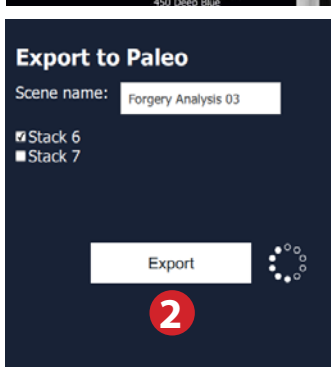 450 Deep Blue
Export to Paleo
Scene name: Forgery Analysis 03
Stack 6
Stack 7
Export
2